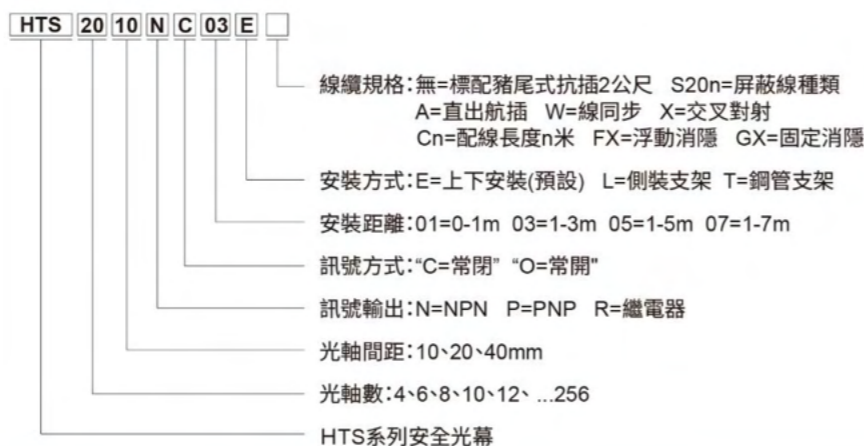 HTS 20 10 N C 03 E
線纜規格:無=標配豬尾式抗插2公尺 S20n=屏蔽線種類
A=直出航插 W=線同步 X=交叉對射
Cn=配線長度n米 FX=浮動消隱 GX=固定消隱
安裝方式:E=上下安裝(預設) L=側裝支架 T=鋼管支架
安裝距離:01=0-1m 03=1-3m 05=1-5m 07=1-7m
訊號方式:“C=常閉” “O=常開"
訊號輸出:N=NPN P=PNP R=繼電器
光軸間距:10、20、40mm
光軸數:4、6、8、10、12、...256
HTS系列安全光幕